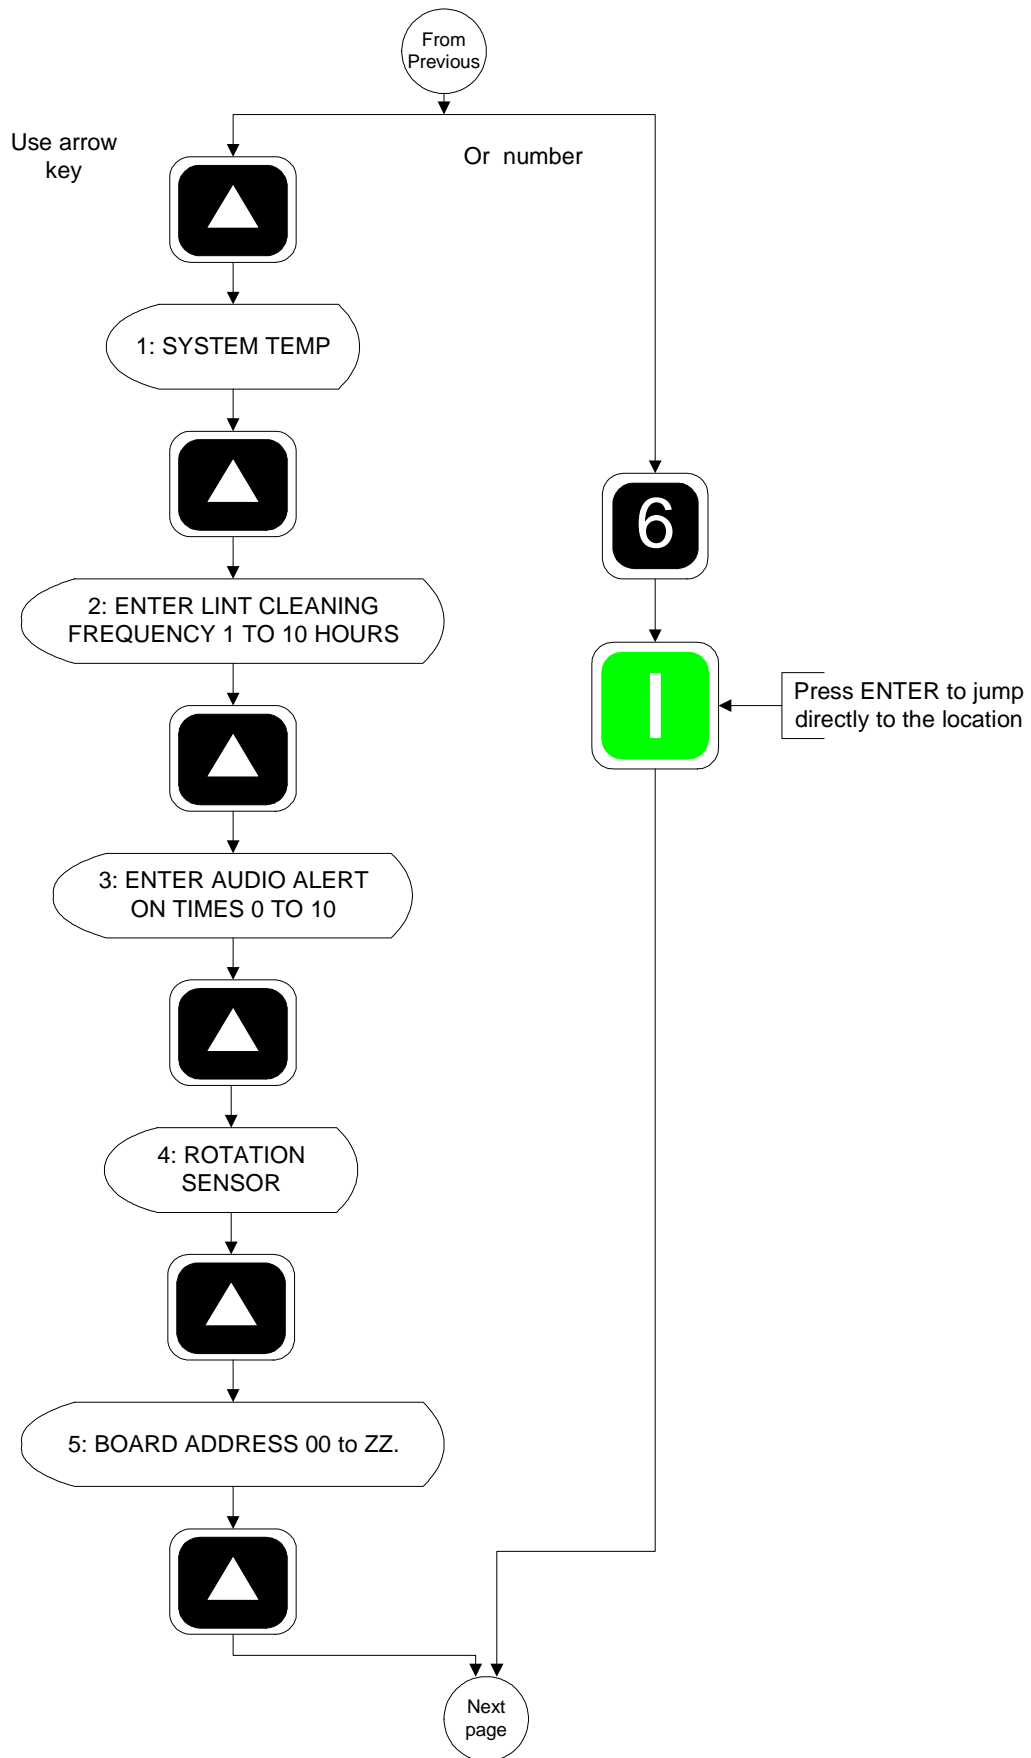 From
Previous
Use arrow
key
Or number
1: SYSTEM TEMP
6
2: ENTER LINT CLEANING
FREQUENCY 1 TO 10 HOURS
I
Press ENTER to jump
directly to the location
3: ENTER AUDIO ALERT
ON TIMES 0 TO 10
4: ROTATION
SENSOR
5: BOARD ADDRESS 00 to ZZ.
Next
page